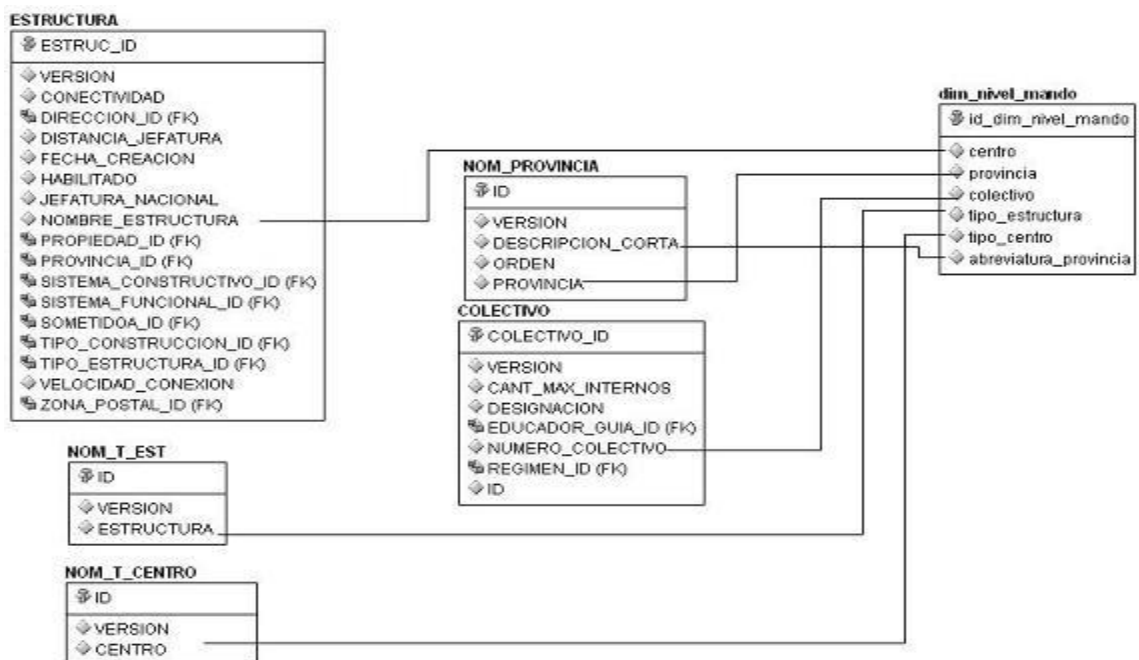 ESTRUCTURA
ESTRUC_ID
VERSION
CONECTIVIDAD
DIRECCION_ID (FK)
DISTANCIA_JEFATURA
FECHA_CREACION
HABILITADO
JEFATURA_NACIONAL
NOMBRE_ESTRUCTURA
PROPIEDAD_ID (FK)
PROVINCIA_ID (FK)
SISTEMA_CONSTRUCTIVO_ID (FK)
SISTEMA_FUNCIONAL_ID (FK)
SOMETIDOA_ID (FK)
TIPO_CONSTRUCCION_ID (FK)
TIPO_ESTRUCTURA_ID (FK)
VELOCIDAD_CONEXION
ZONA_POSTAL_ID (FK)
NOM_T_EST
ID
VERSION
ESTRUCTURA
NOM_T_CENTRO
ID
VERSION
CENTRO
NOM_PROVINCIA
ID
VERSION
DESCRIPCION_CORTA
ORDEN
PROVINCIA
COLECTIVO
COLECTIVO_ID
VERSION
CANT_MAX_INTERNOS
DESIGNACION
EDUCADOR_GUIA_ID (FK)
NUMERO_COLECTIVO
REGIMEN_ID (FK)
ID
dim_nivel_mando
id_dim_nivel_mando
centro
provincia
colectivo
tipo_estructura
tipo_centro
abreviatura_provincia